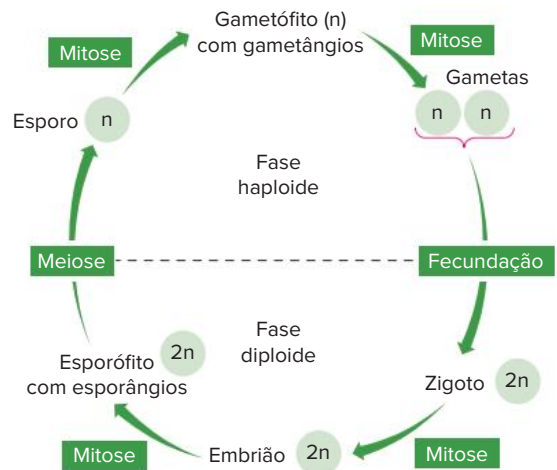 Gametófito (n)
com gametângios
Mitose
Mitose
Gametas
n
n
Esporo
n
Fase
haploide
Meiose
Fecundação
Fase
diploide
Esporófito
com esporângios
2n
Zigoto
2n
Mitose
Embrião
2n
Mitose